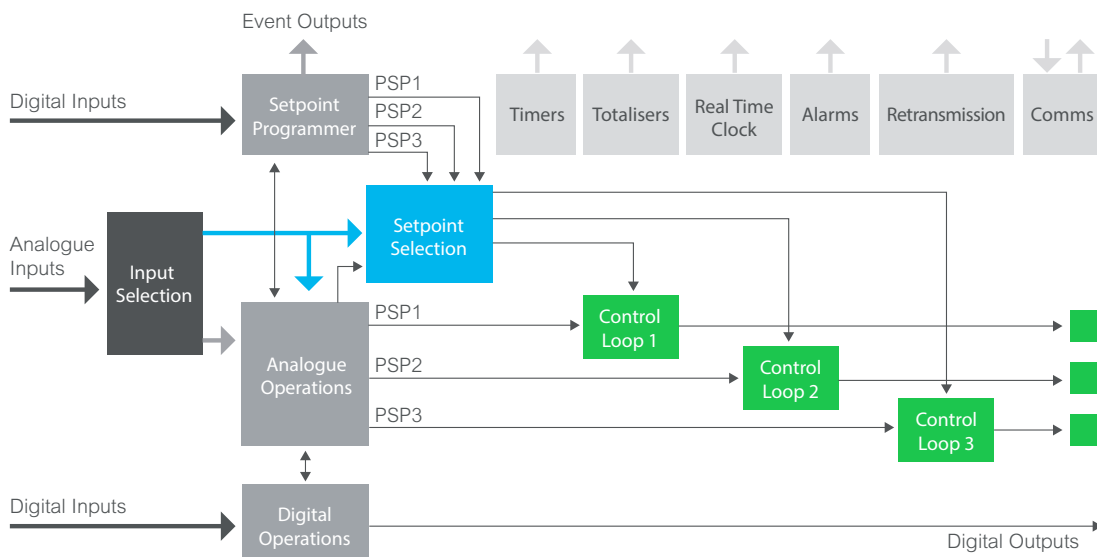 Event Outputs
Digital Inputs
Setpoint
Programmer
PSP1
PSP2
PSP3
Timers
Totalisers
Real Time
Clock
Alarms
Retransmission
Comms
Analogue
Inputs
Input
Selection
Setpoint
Selection
Analogue
Operations
PSP1
PSP2
PSP3
Control
Loop 1
Control
Loop 2
Control
Loop 3
Digital Inputs
Digital
Operations
Digital Outputs